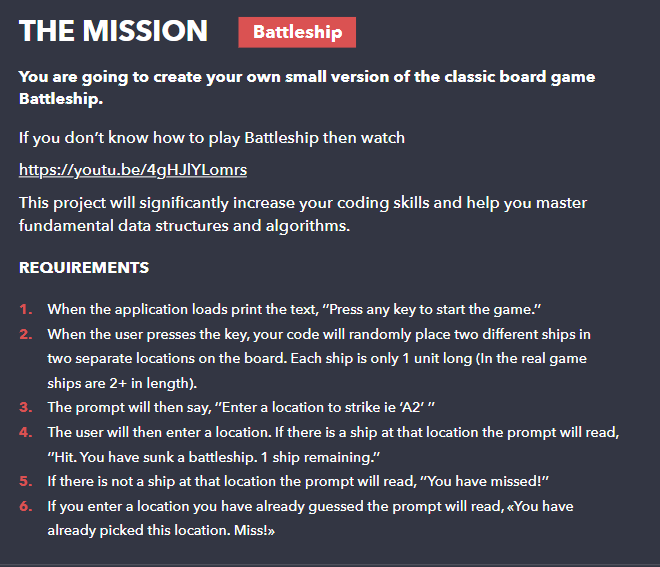 THE MISSION Battleship
You are going to create your own small version of the classic board game
Battleship.
If you don’t know how to play Battleship then watch
https://youtu.be/4gHJlYLomrs
This project will significantly increase your coding skills and help you master
fundamental data structures and algorithms.
REQUIREMENTS
1. When the application loads print the text, “Press any key to start the game.”
2. When the user presses the key, your code will randomly place two different ships in
two separate locations on the board. Each ship is only 1 unit long (In the real game
ships are 2+ in length).
3. The prompt will then say, “Enter a location to strike ie ‘A2’ “
4. The user will then enter a location. If there is a ship at that location the prompt will read,
“Hit. You have sunk a battleship. 1 ship remaining.”
5. If there is not a ship at that location the prompt will read, “You have missed!”
6. If you enter a location you have already guessed the prompt will read, «You have
already picked this location. Miss!»